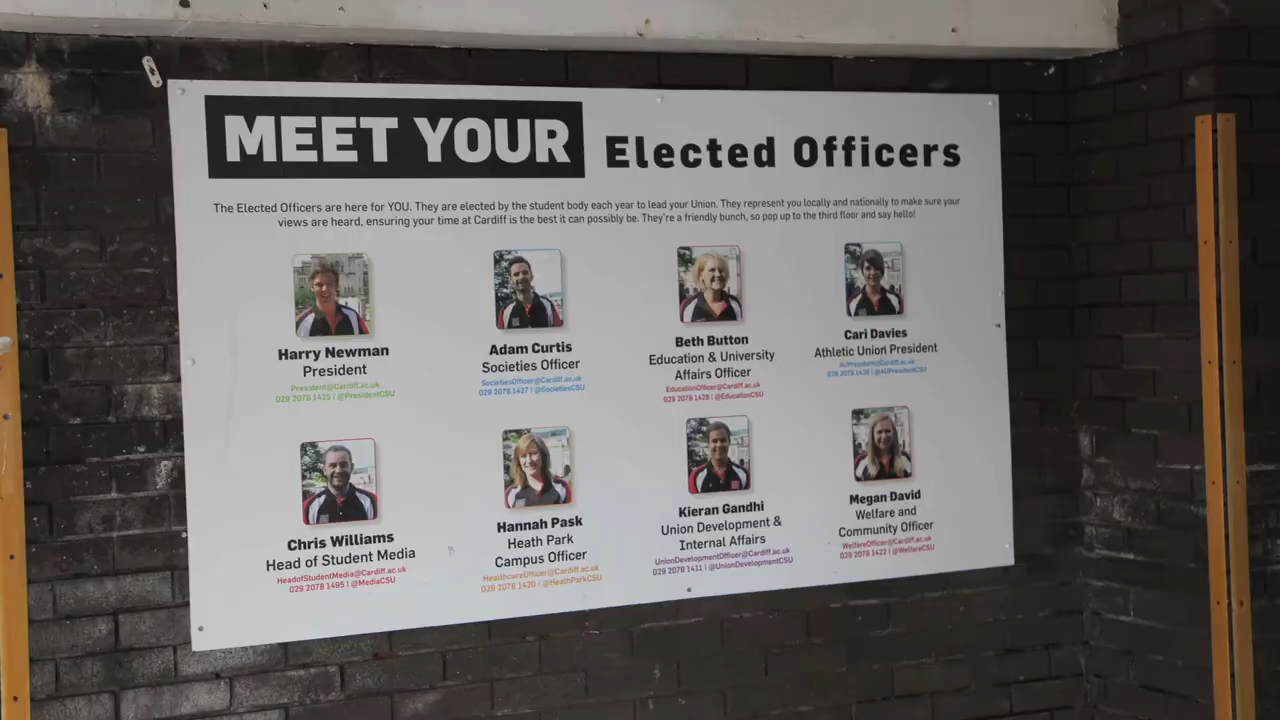 MEET YOUR Elected Officers
The Elected Officers are here for YOU. They are elected by the student body each year to lead your Union. They represent you locally and nationally to make sure your
views are heard, ensuring your time at Cardiff is the best it can possibly be. They're a friendly bunch, so pop up to the third floor and say hello!
Harry Newman
President
President@Cardiff.ac.uk
029 2078 1425 | @PresidentCSU
Adam Curtis
Societies Officer
SocietiesOfficer@Cardiff.ac.uk
029 2078 1427 | @SocietiesCSU
Beth Button
Education & University
Affairs Officer
EducationOfficer@Cardiff.ac.uk
029 2078 1428 | @EducationCSU
Cari Davies
Athletic Union President
AUPresident@Cardiff.ac.uk
029 2078 1426 | @AUPresidentCSU
Chris Williams
Head of Student Media
HeadofStudentMedia@Cardiff.ac.uk
029 2078 1495 | @MediaCSU
Hannah Pask
Heath Park
Campus Officer
HealthcareOfficer@Cardiff.ac.uk
029 2078 1420 | @HeathParkCSU
Kieran Gandhi
Union Development &
Internal Affairs
UnionDevelopmentOfficer@Cardiff.ac.uk
029 2078 1411 | @UnionDevelopmentCSU
Megan David
Welfare and
Community Officer
WelfareOfficer@Cardiff.ac.uk
029 2078 1422 | @WelfareCSU